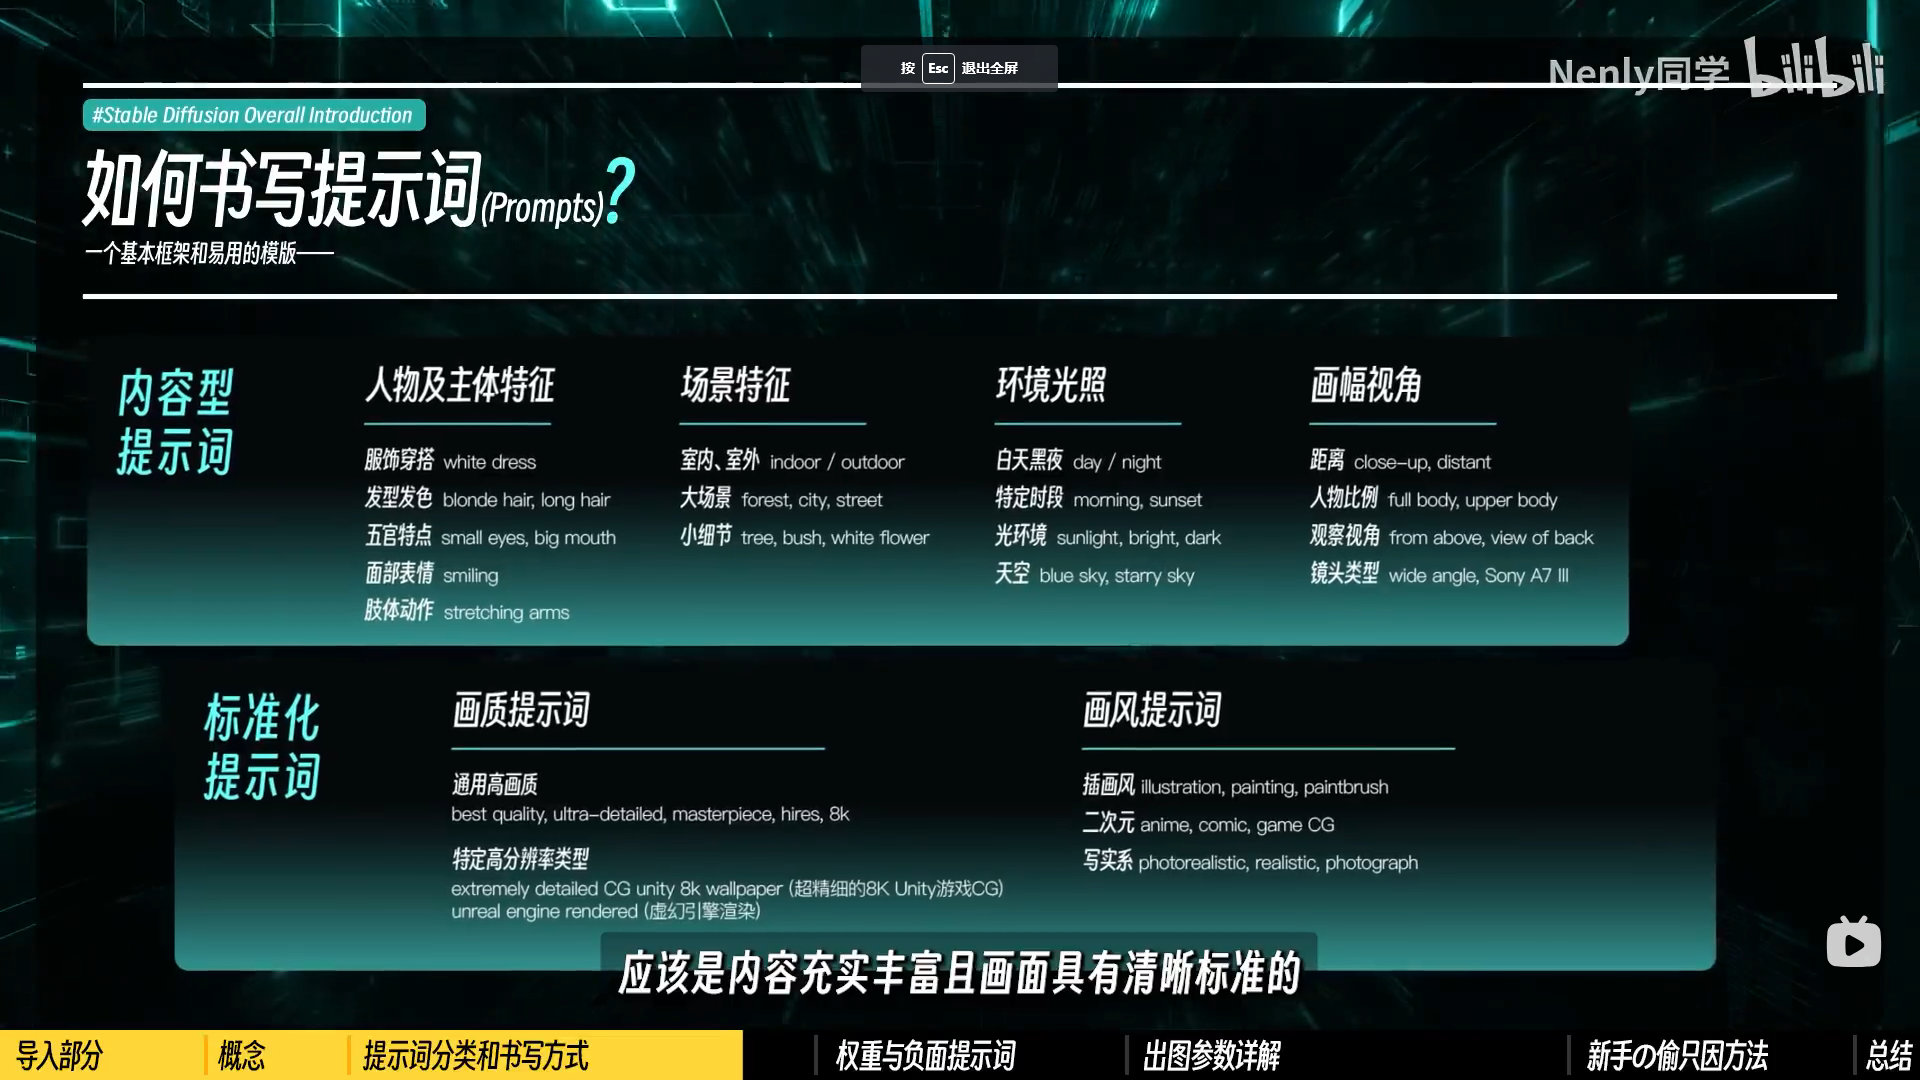 按 Esc 退出全屏
Nenly同学 bilibili
#Stable Diffusion Overall Introduction
如何书写提示词(Prompts)?
一个基本框架和易用的模版——
内容型
提示词
人物及主体特征
服饰穿搭 white dress
发型发色 blonde hair, long hair
五官特点 small eyes, big mouth
面部表情 smiling
肢体动作 stretching arms
场景特征
室内、室外 indoor / outdoor
大场景 forest, city, street
小细节 tree, bush, white flower
环境光照
白天黑夜 day / night
特定时段 morning, sunset
光环境 sunlight, bright, dark
天空 blue sky, starry sky
画幅视角
距离 close-up, distant
人物比例 full body, upper body
观察视角 from above, view of back
镜头类型 wide angle, Sony A7 III
标准化
提示词
画质提示词
通用高画质
best quality, ultra-detailed, masterpiece, hires, 8k
特定高分辨率类型
extremely detailed CG unity 8k wallpaper (超精细的8K Unity游戏CG)
unreal engine rendered (虚幻引擎渲染)
画风提示词
插画风 illustration, painting, paintbrush
二次元 anime, comic, game CG
写实系 photorealistic, realistic, photograph
应该是内容充实丰富且画面具有清晰标准的
导入部分 概念 提示词分类和书写方式 权重与负面提示词 出图参数详解 新手の偷只因方法 总结